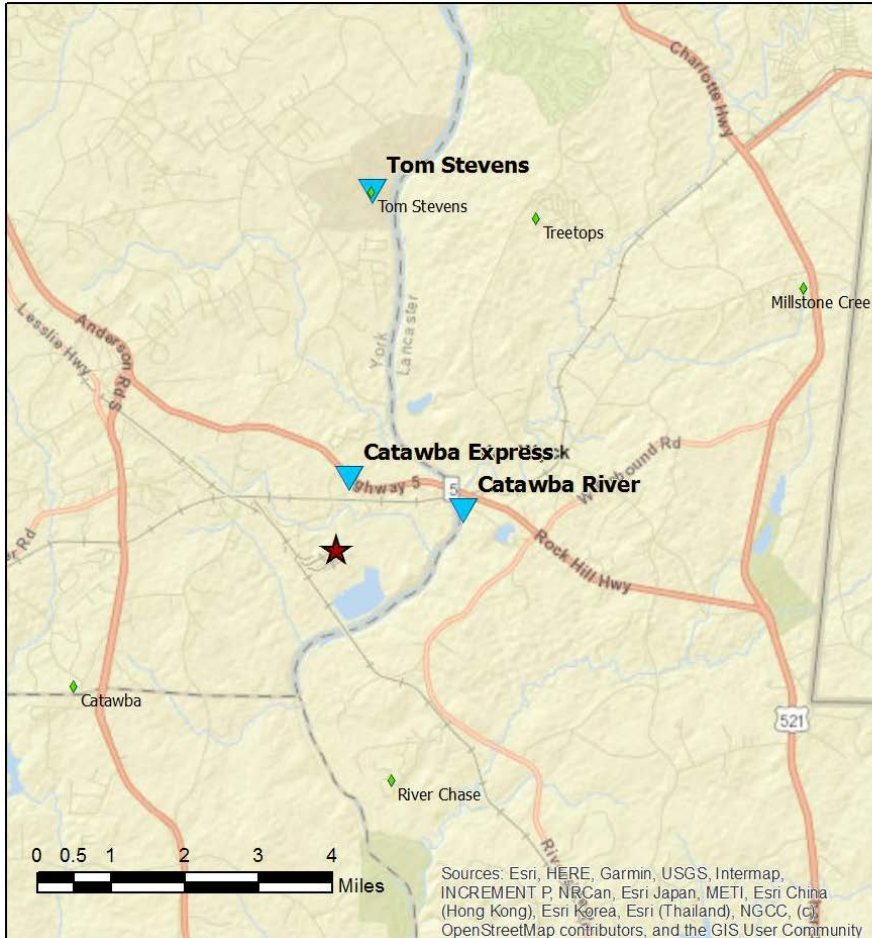 Charlotte Hwy
Tom Stevens
Tom Stevens
Treetops
Millstone Cree
York
Lancaster
Lesslie Hwy
Anderson Rd S
Catawba Express
ghway 5
5
Catawba River
Rock Hill Hwy
er Rd
Catawba
521
River Chase
0 0.5 1 2 3 4
Miles
Sources: Esri, HERE, Garmin, USGS, Intermap,
INCREMENT P, NRCan, Esri Japan, METI, Esri China
(Hong Kong), Esri Korea, Esri (Thailand), NGCC, (c)
OpenStreetMap contributors, and the GIS User Community